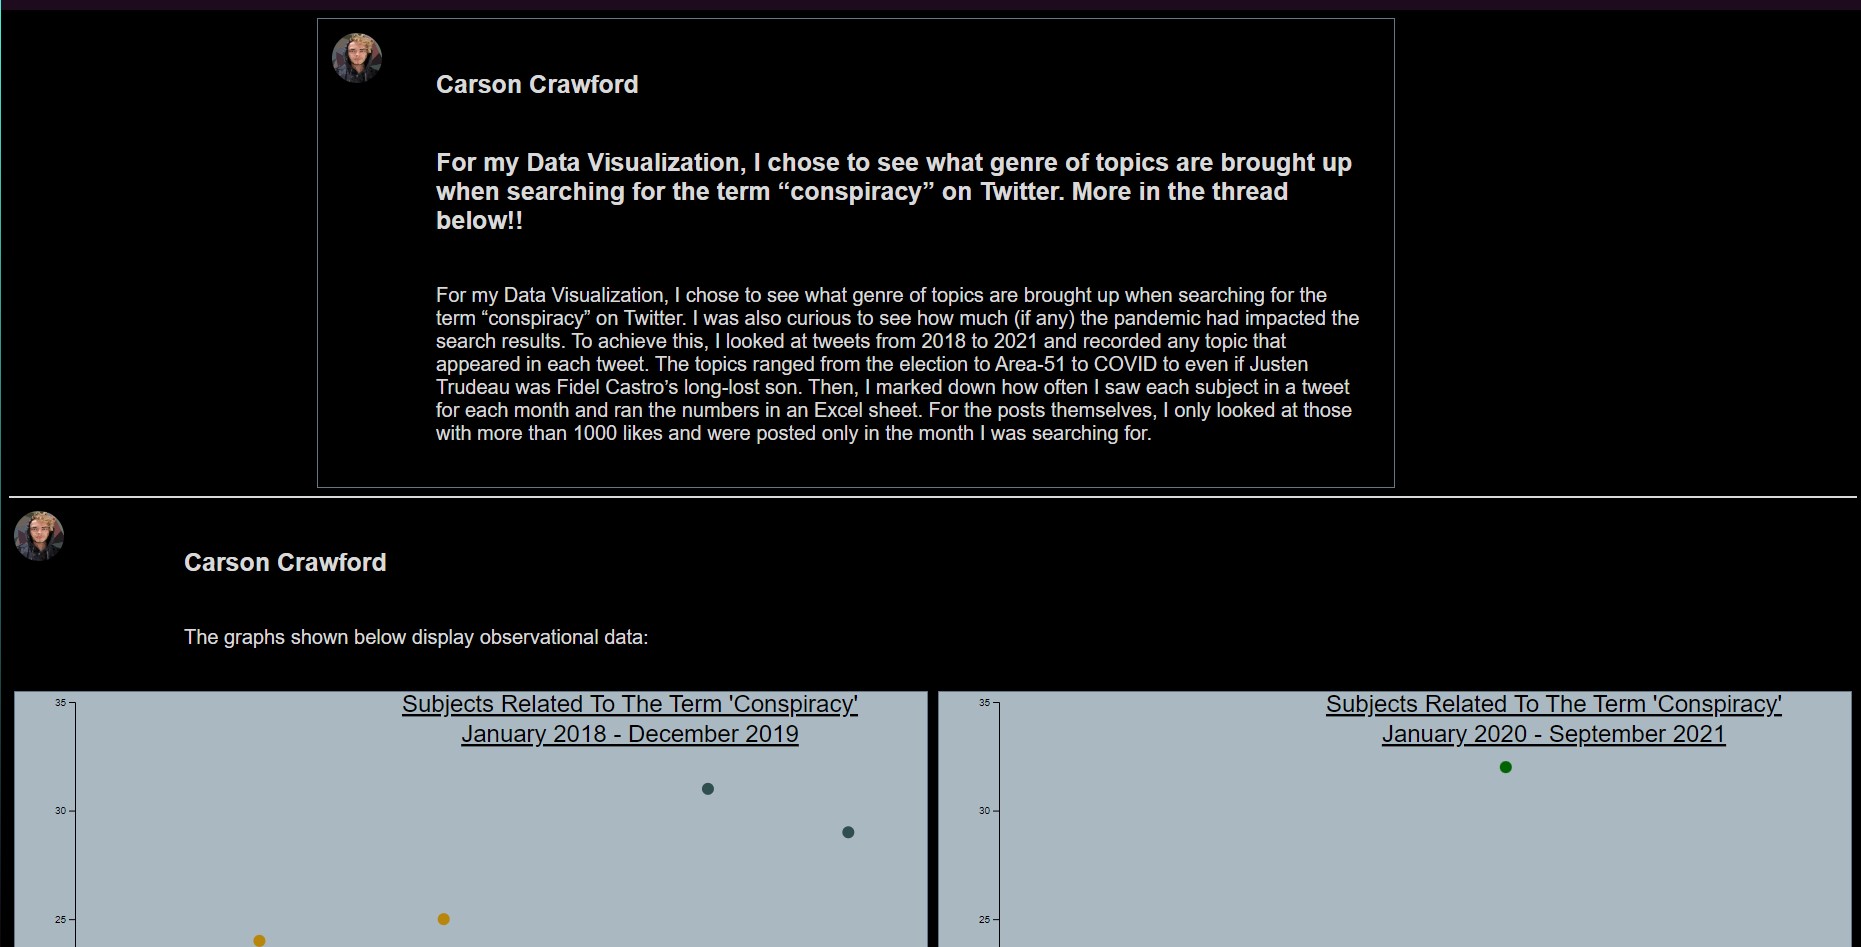 Carson Crawford
For my Data Visualization, I chose to see what genre of topics are brought up
when searching for the term “conspiracy” on Twitter. More in the thread
below!!
For my Data Visualization, I chose to see what genre of topics are brought up when searching for the
term “conspiracy” on Twitter. I was also curious to see how much (if any) the pandemic had impacted the
search results. To achieve this, I looked at tweets from 2018 to 2021 and recorded any topic that
appeared in each tweet. The topics ranged from the election to Area-51 to COVID to even if Justen
Trudeau was Fidel Castro’s long-lost son. Then, I marked down how often I saw each subject in a tweet
for each month and ran the numbers in an Excel sheet. For the posts themselves, I only looked at those
with more than 1000 likes and were posted only in the month I was searching for.
Carson Crawford
The graphs shown below display observational data:
Subjects Related To The Term 'Conspiracy'
January 2018 - December 2019
35
30
25
Subjects Related To The Term 'Conspiracy'
January 2020 - September 2021
35
30
25